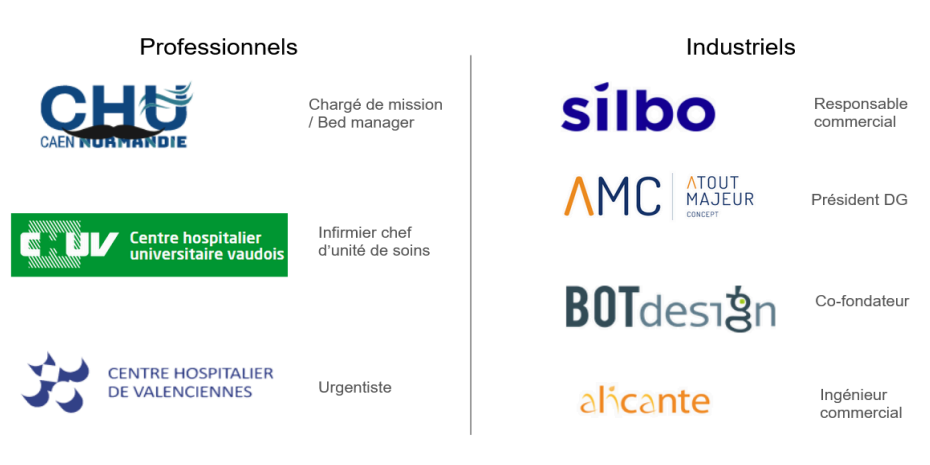 Professionnels
CHU
CAEN NORMANDIE
Chargé de mission
/ Bed manager
CHUV
Centre hospitalier
universitaire vaudois
Infirmier chef
d'unité de soins
CENTRE HOSPITALIER
DE VALENCIENNES
Urgentiste
Industriels
silbo
Responsable
commercial
AMC
ATOUT
MAJEUR
CONCEPT
Président DG
BOTdesign
Co-fondateur
alicante
Ingénieur
commercial